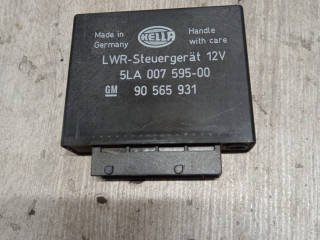 Made in Germany
HELLA
Handle with care
LWR-Steuergerät 12V
5LA 007 595-00
GM 90 565 931